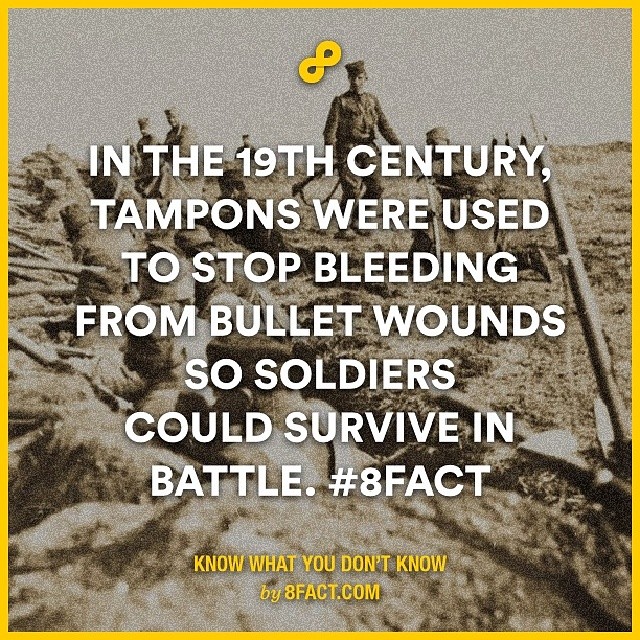 IN THE 19TH CENTURY,
TAMPONS WERE USED
TO STOP BLEEDING
FROM BULLET WOUNDS
SO SOLDIERS
COULD SURVIVE IN
BATTLE. #8FACT
KNOW WHAT YOU DON'T KNOW
by 8FACT.COM